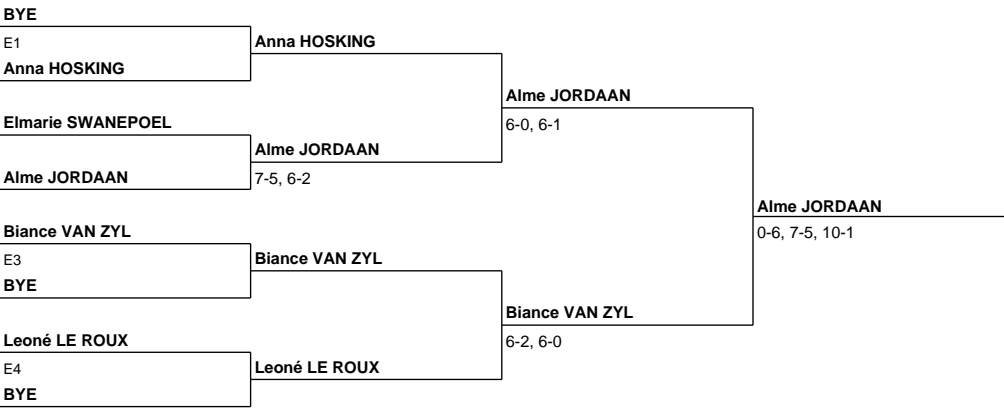 BYE
E1
Anna HOSKING
Anna HOSKING
Alme JORDAAN
6-0, 6-1
Elmarie SWANEPOEL
Alme JORDAAN
7-5, 6-2
Alme JORDAAN
Alme JORDAAN
0-6, 7-5, 10-1
Biance VAN ZYL
E3
BYE
Biance VAN ZYL
Biance VAN ZYL
6-2, 6-0
Leoné LE ROUX
E4
BYE
Leoné LE ROUX